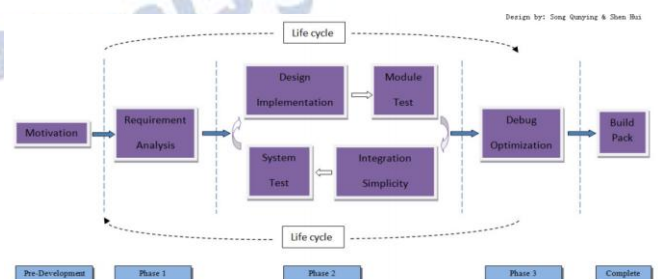 Design by: Song Qunying & Shen Hui
Life cycle
Motivation
Requirement
Analysis
Design
Implementation
Module
Test
System
Test
Integration
Simplicity
Debug
Optimization
Build
Pack
Life cycle
Pre-Development
Phase 1
Phase 2
Phase 3
Complete